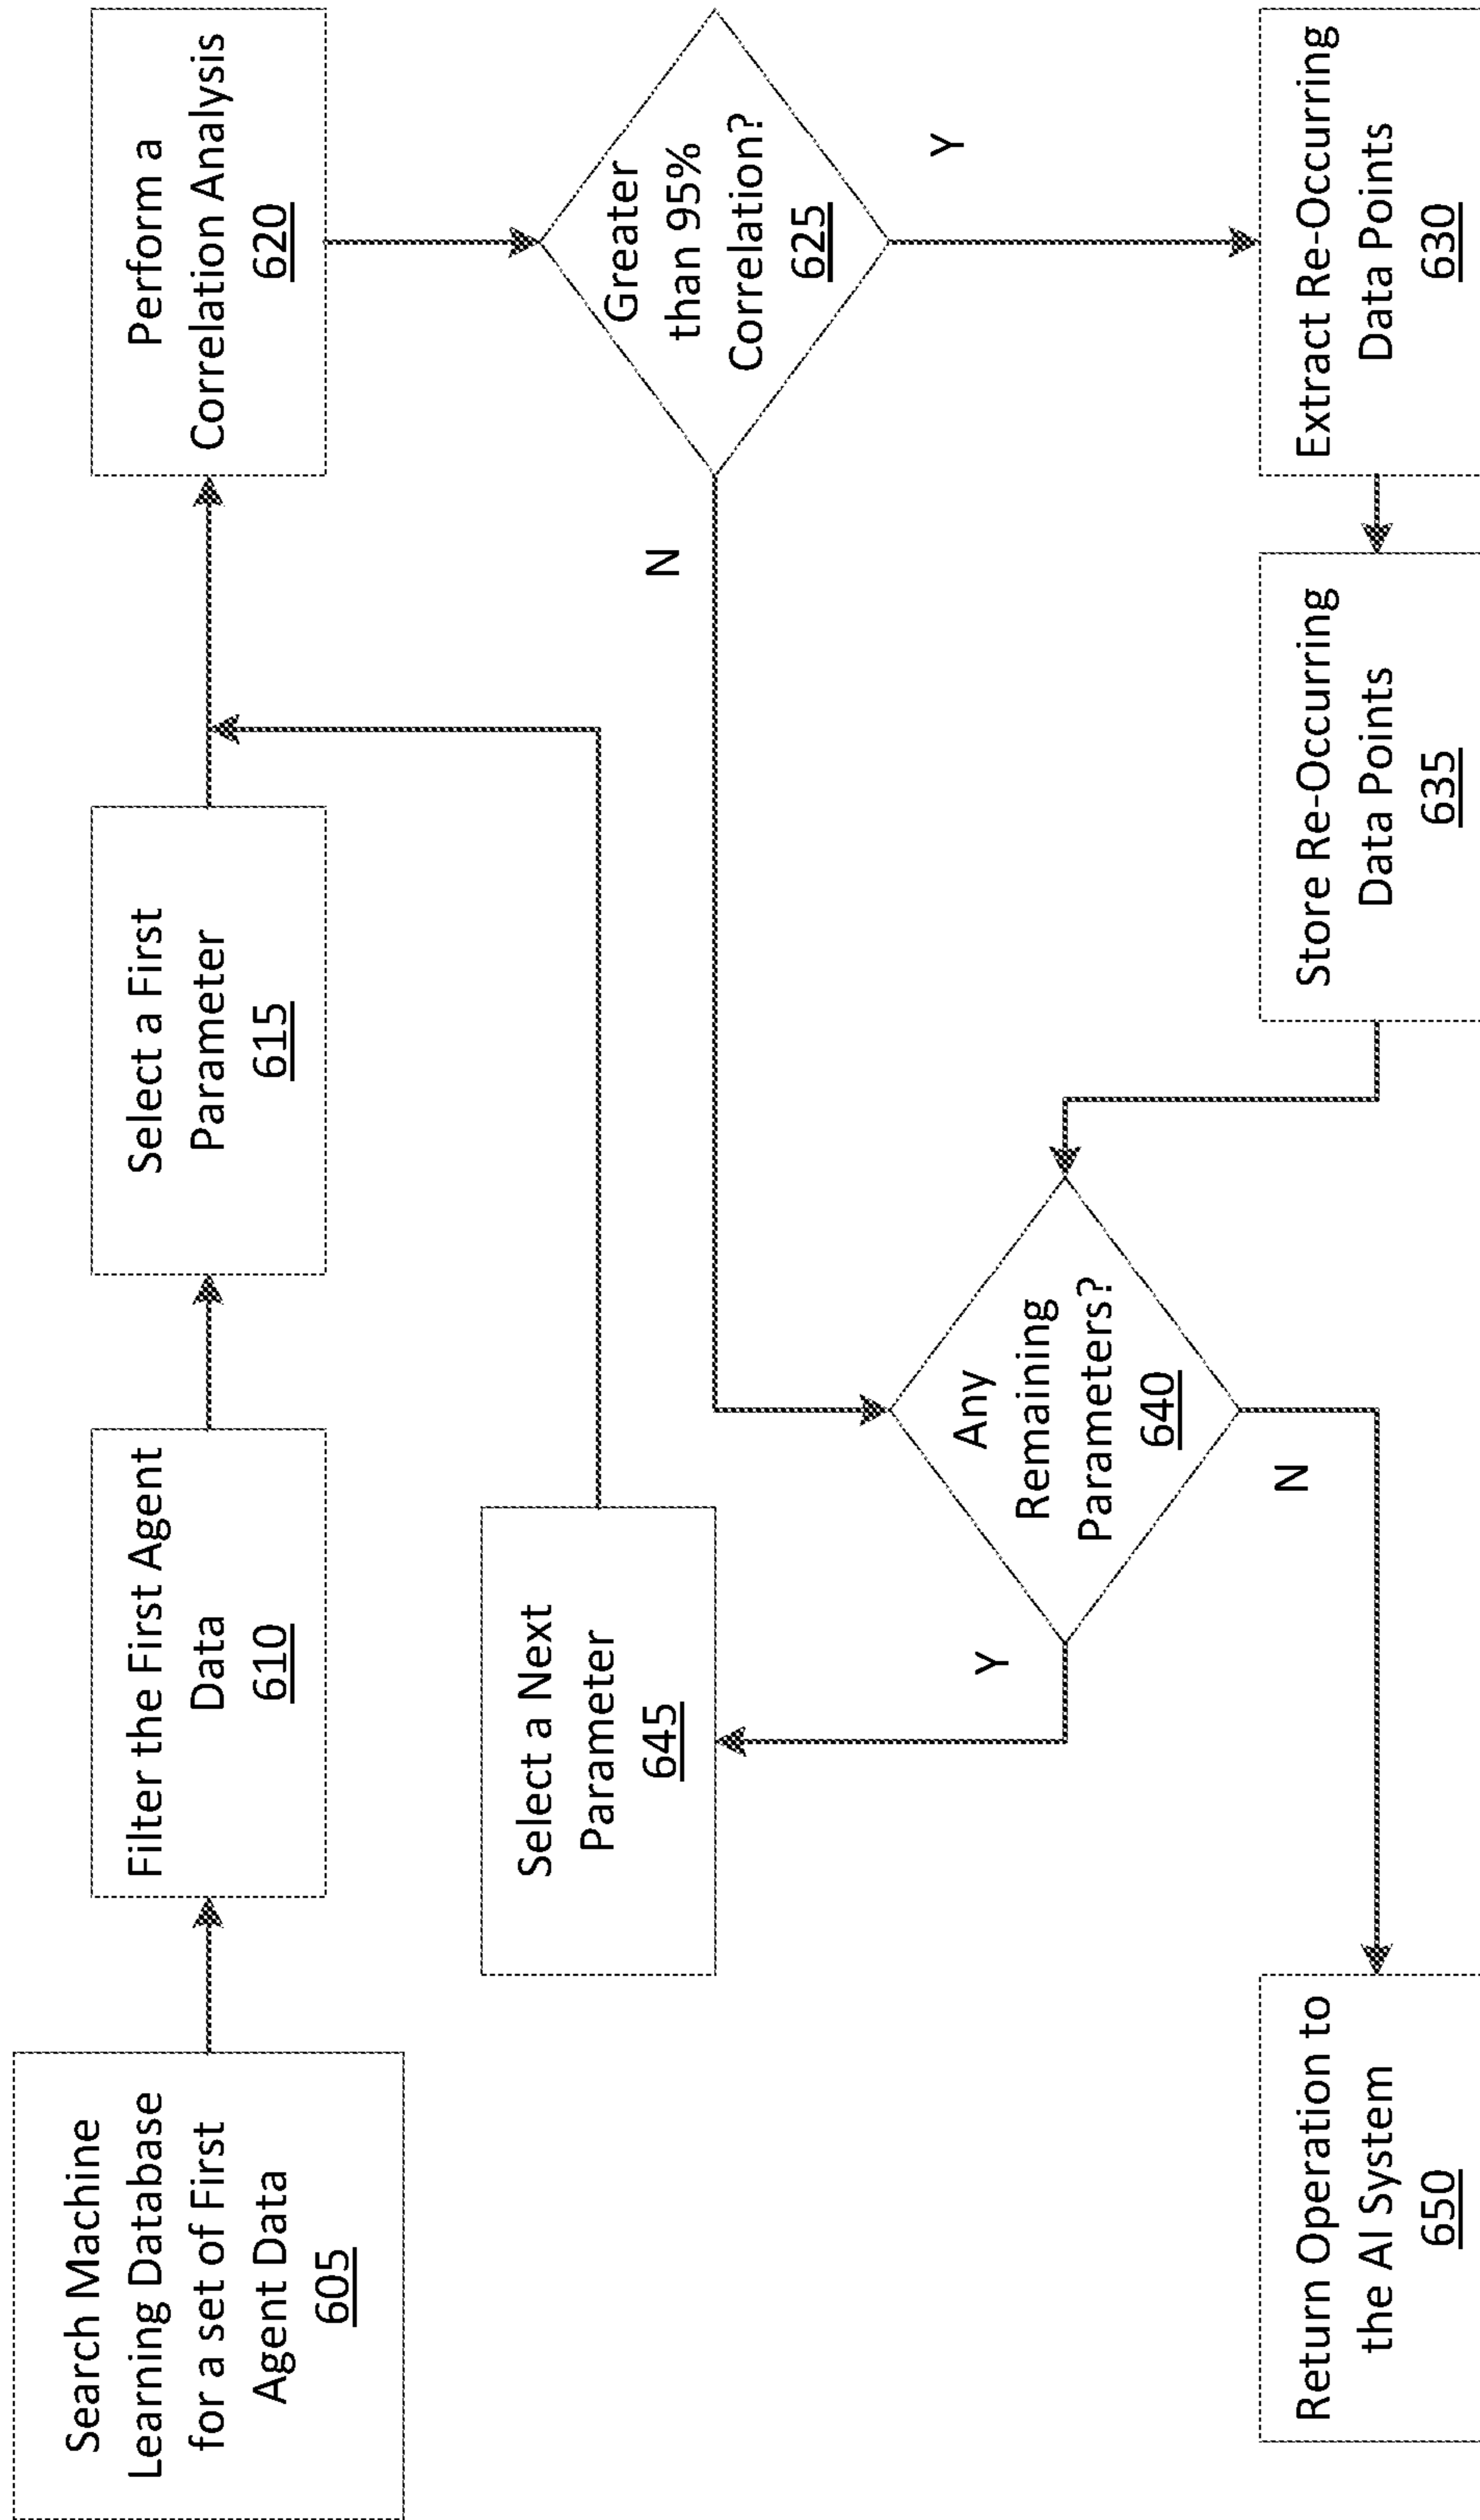 Search Machine
Learning Database
for a set of First
Agent Data
605
Filter the First Agent
Data
610
Select a First
Parameter
615
Perform a
Correlation Analysis
620
Greater
than 95%
Correlation?
625
N
Y
Select a Next
Parameter
645
Any
Remaining
Parameters?
640
Y
N
Return Operation to
the AI System
650
Store Re-Occurring
Data Points
635
Extract Re-Occurring
Data Points
630